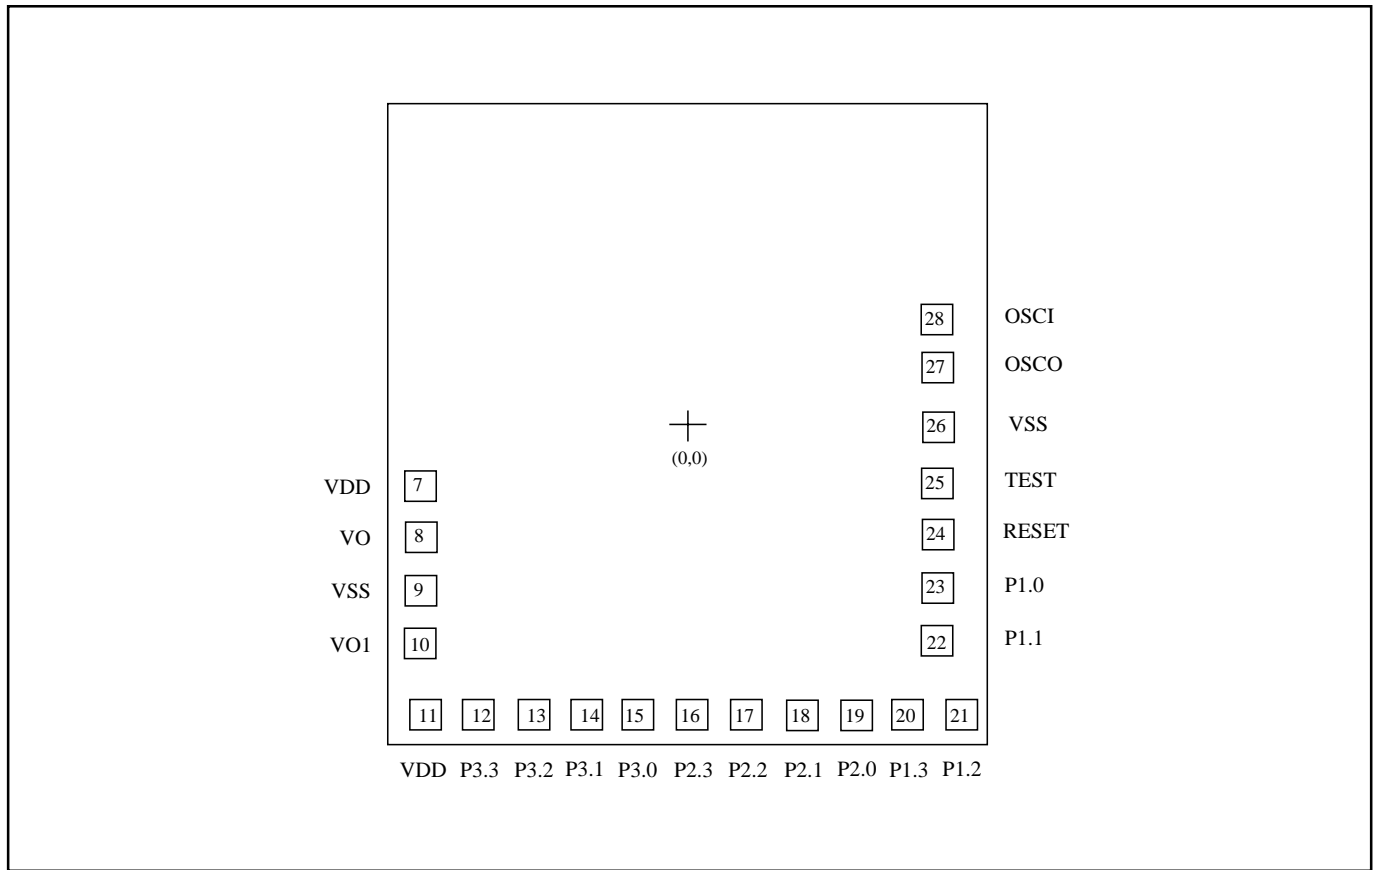 28 OSCI
27 OSCO
26 VSS
(0,0)
VDD 7 25 TEST
VO 8 24 RESET
VSS 9 23 P1.0
VO1 10 22 P1.1
11 12 13 14 15 16 17 18 19 20 21
VDD P3.3 P3.2 P3.1 P3.0 P2.3 P2.2 P2.1 P2.0 P1.3 P1.2